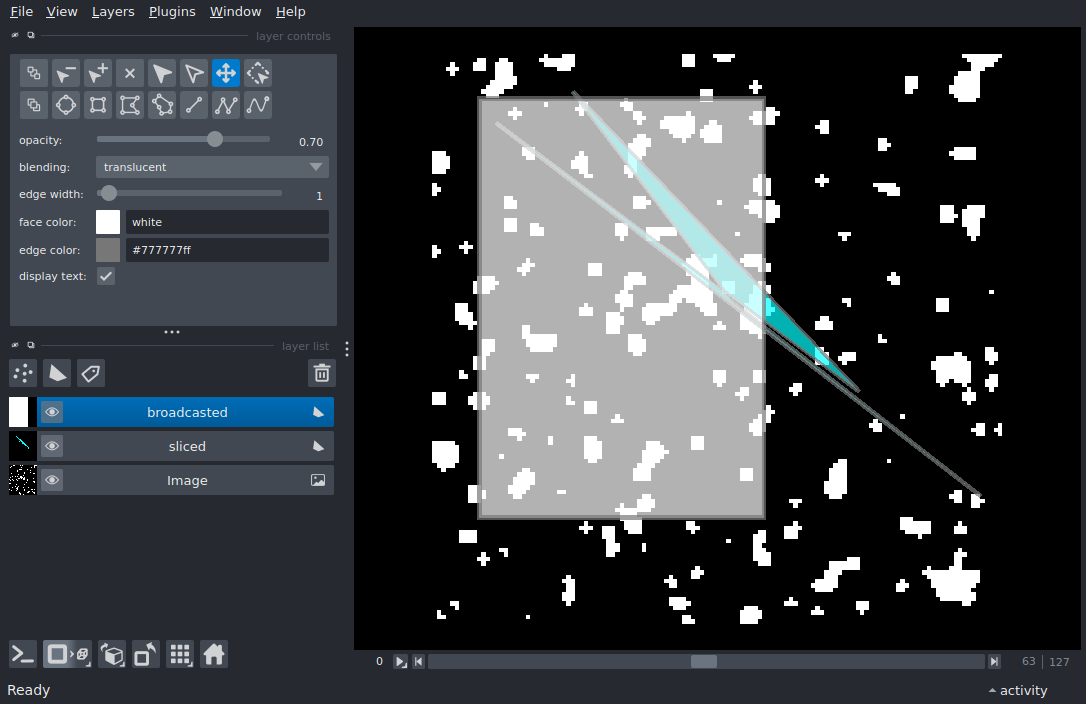 File View Layers Plugins Window Help
layer controls
opacity: 0.70
blending: translucent
edge width: 1
face color: white
edge color: #777777ff
display text:
layer list
broadcasted
sliced
Image
0 63 127
Ready activity